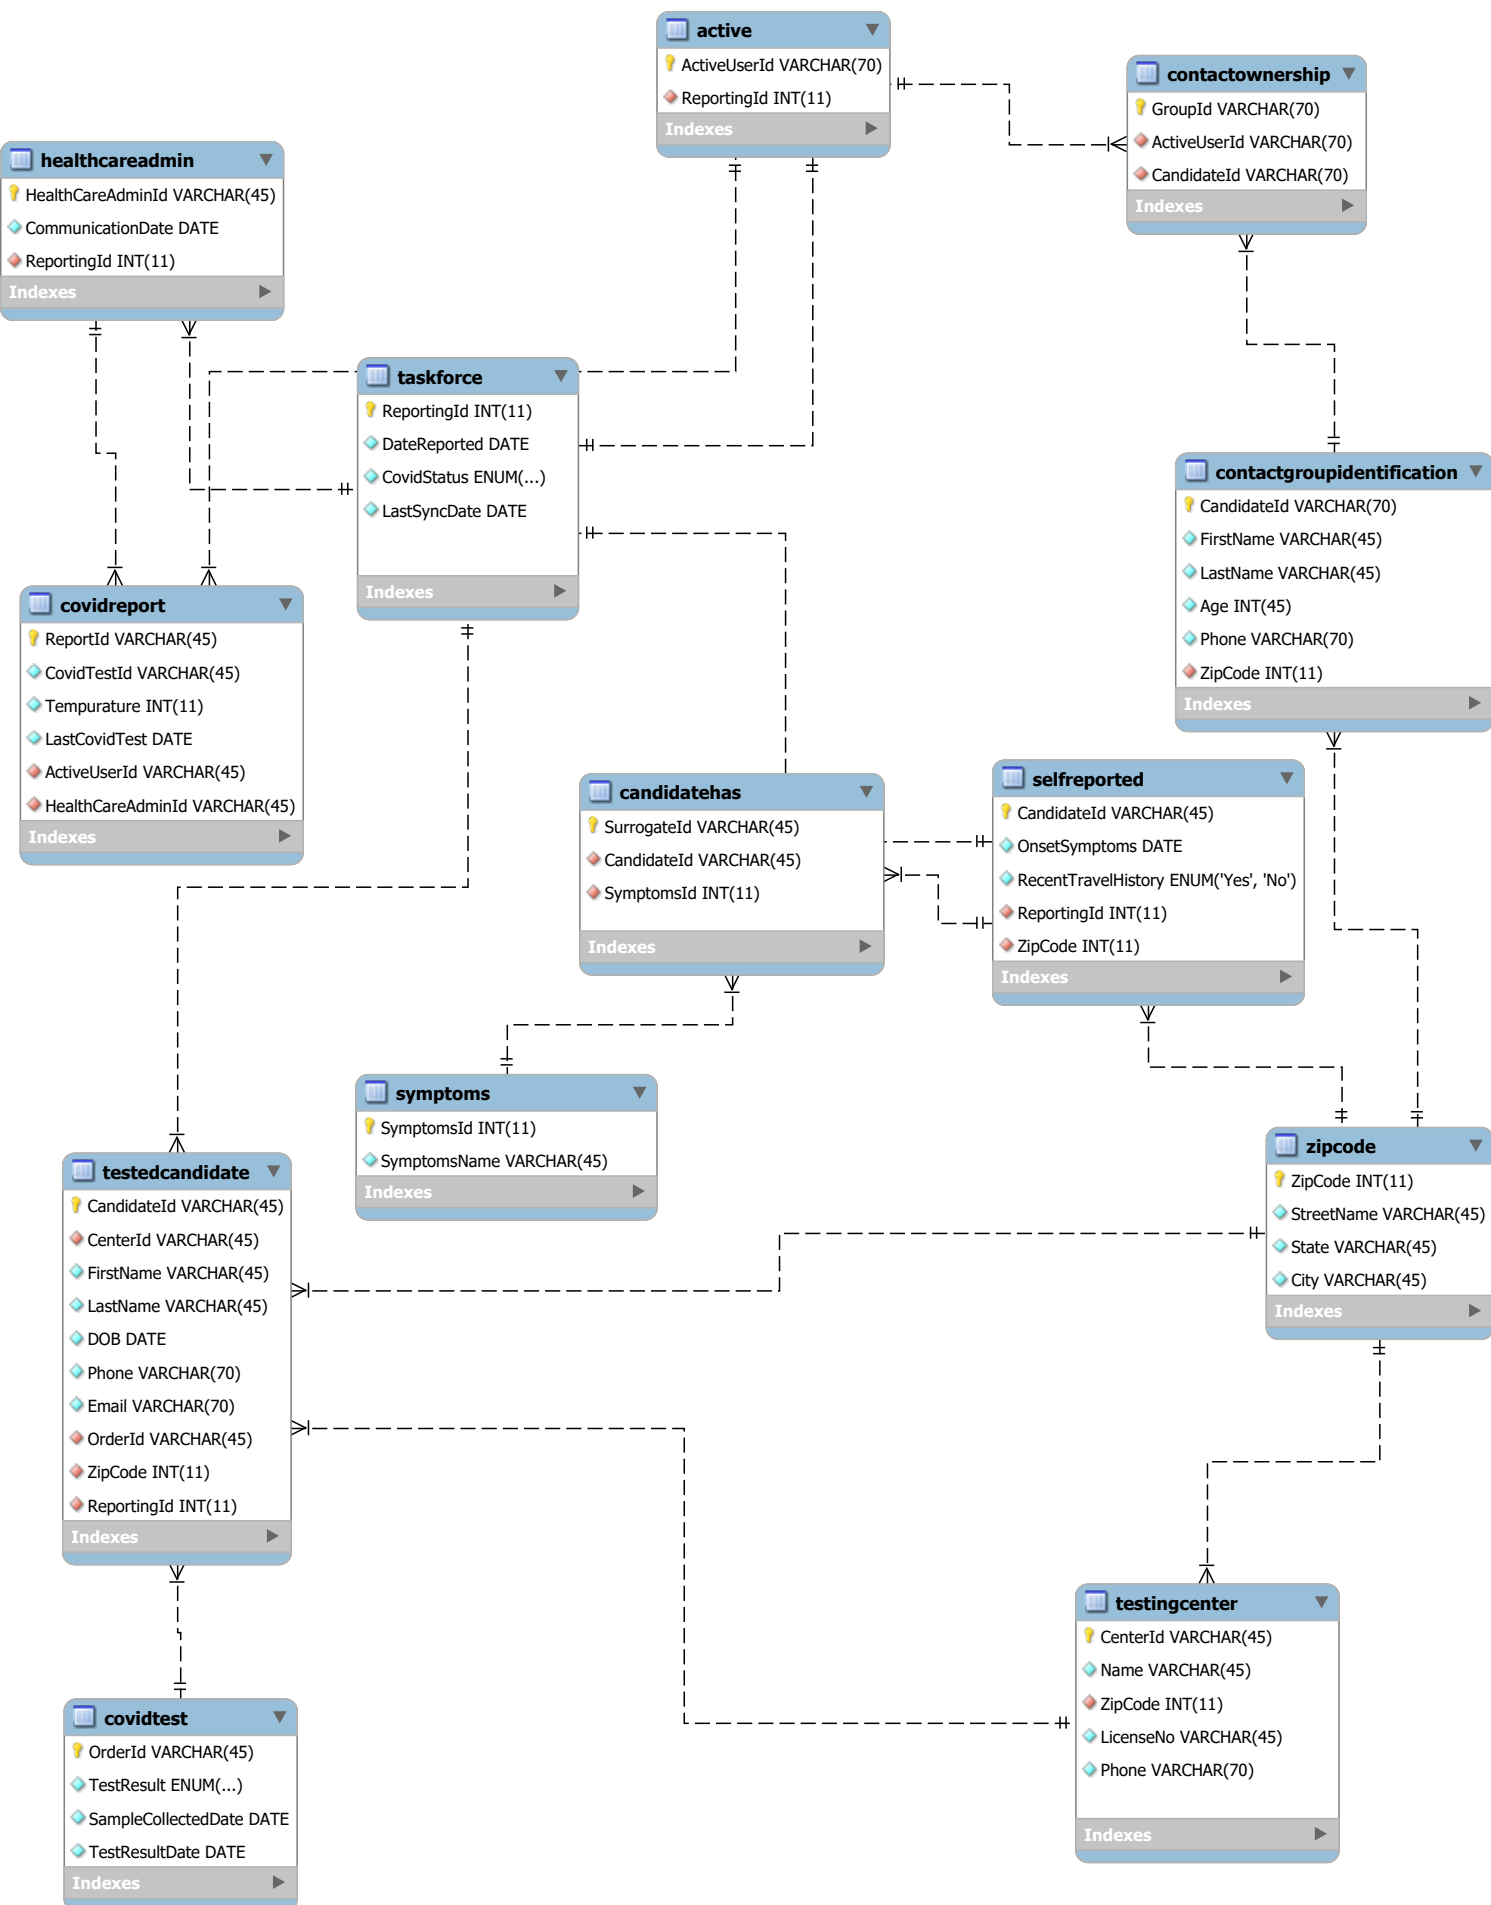 active
ActiveUserId VARCHAR(70)
ReportingId INT(11)
Indexes
contactownership
GroupId VARCHAR(70)
ActiveUserId VARCHAR(70)
CandidateId VARCHAR(70)
Indexes
healthcareadmin
HealthCareAdminId VARCHAR(45)
CommunicationDate DATE
ReportingId INT(11)
Indexes
taskforce
ReportingId INT(11)
DateReported DATE
CovidStatus ENUM(...)
LastSyncDate DATE
Indexes
contactgroupidentification
CandidateId VARCHAR(70)
FirstName VARCHAR(45)
LastName VARCHAR(45)
Age INT(45)
Phone VARCHAR(70)
ZipCode INT(11)
Indexes
covidreport
ReportId VARCHAR(45)
CovidTestId VARCHAR(45)
Tempurature INT(11)
LastCovidTest DATE
ActiveUserId VARCHAR(45)
HealthCareAdminId VARCHAR(45)
Indexes
candidatehas
SurrogateId VARCHAR(45)
CandidateId VARCHAR(45)
SymptomsId INT(11)
Indexes
selfreported
CandidateId VARCHAR(45)
OnsetSymptoms DATE
RecentTravelHistory ENUM('Yes', 'No')
ReportingId INT(11)
ZipCode INT(11)
Indexes
symptoms
SymptomsId INT(11)
SymptomsName VARCHAR(45)
Indexes
zipcode
ZipCode INT(11)
StreetName VARCHAR(45)
State VARCHAR(45)
City VARCHAR(45)
Indexes
testedcandidate
CandidateId VARCHAR(45)
CenterId VARCHAR(45)
FirstName VARCHAR(45)
LastName VARCHAR(45)
DOB DATE
Phone VARCHAR(70)
Email VARCHAR(70)
OrderId VARCHAR(45)
ZipCode INT(11)
ReportingId INT(11)
Indexes
testingcenter
CenterId VARCHAR(45)
Name VARCHAR(45)
ZipCode INT(11)
LicenseNo VARCHAR(45)
Phone VARCHAR(70)
Indexes
covidtest
OrderId VARCHAR(45)
TestResult ENUM(...)
SampleCollectedDate DATE
TestResultDate DATE
Indexes